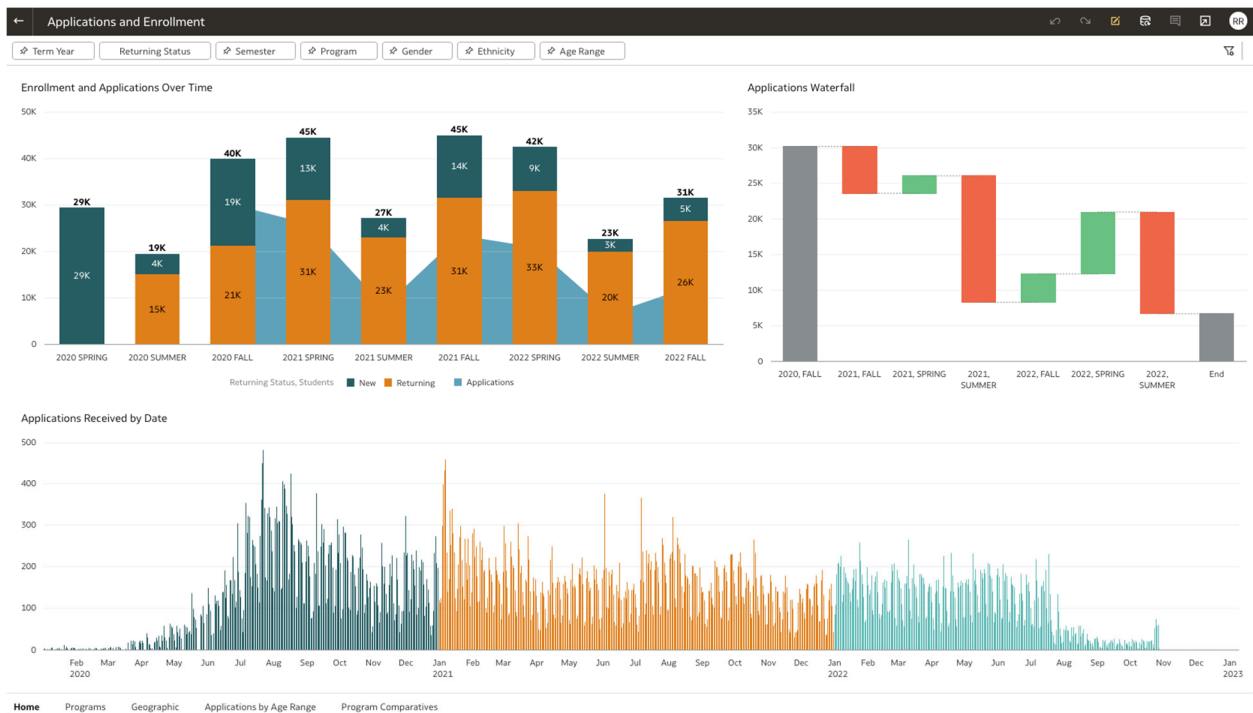 Applications and Enrollment
RR
Term Year
Returning Status
Semester
Program
Gender
Ethnicity
Age Range
Enrollment and Applications Over Time
50K
40K
30K
20K
10K
0
29K
29K
19K
4K
15K
40K
19K
21K
45K
13K
31K
27K
4K
23K
45K
14K
31K
42K
9K
33K
23K
3K
20K
31K
5K
26K
2020 SPRING
2020 SUMMER
2020 FALL
2021 SPRING
2021 SUMMER
2021 FALL
2022 SPRING
2022 SUMMER
2022 FALL
Returning Status, Students
New
Returning
Applications
Applications Waterfall
35K
30K
25K
20K
15K
10K
5K
0
2020, FALL
2021, FALL
2021, SPRING
2021,
SUMMER
2022, FALL
2022, SPRING
2022,
SUMMER
End
Applications Received by Date
500
400
300
200
100
0
Feb
2020
Mar
Apr
May
Jun
Jul
Aug
Sep
Oct
Nov
Dec
Jan
2021
Feb
Mar
Apr
May
Jun
Jul
Aug
Sep
Oct
Nov
Dec
Jan
2022
Feb
Mar
Apr
May
Jun
Jul
Aug
Sep
Oct
Nov
Dec
Jan
2023
Home
Programs
Geographic
Applications by Age Range
Program Comparatives